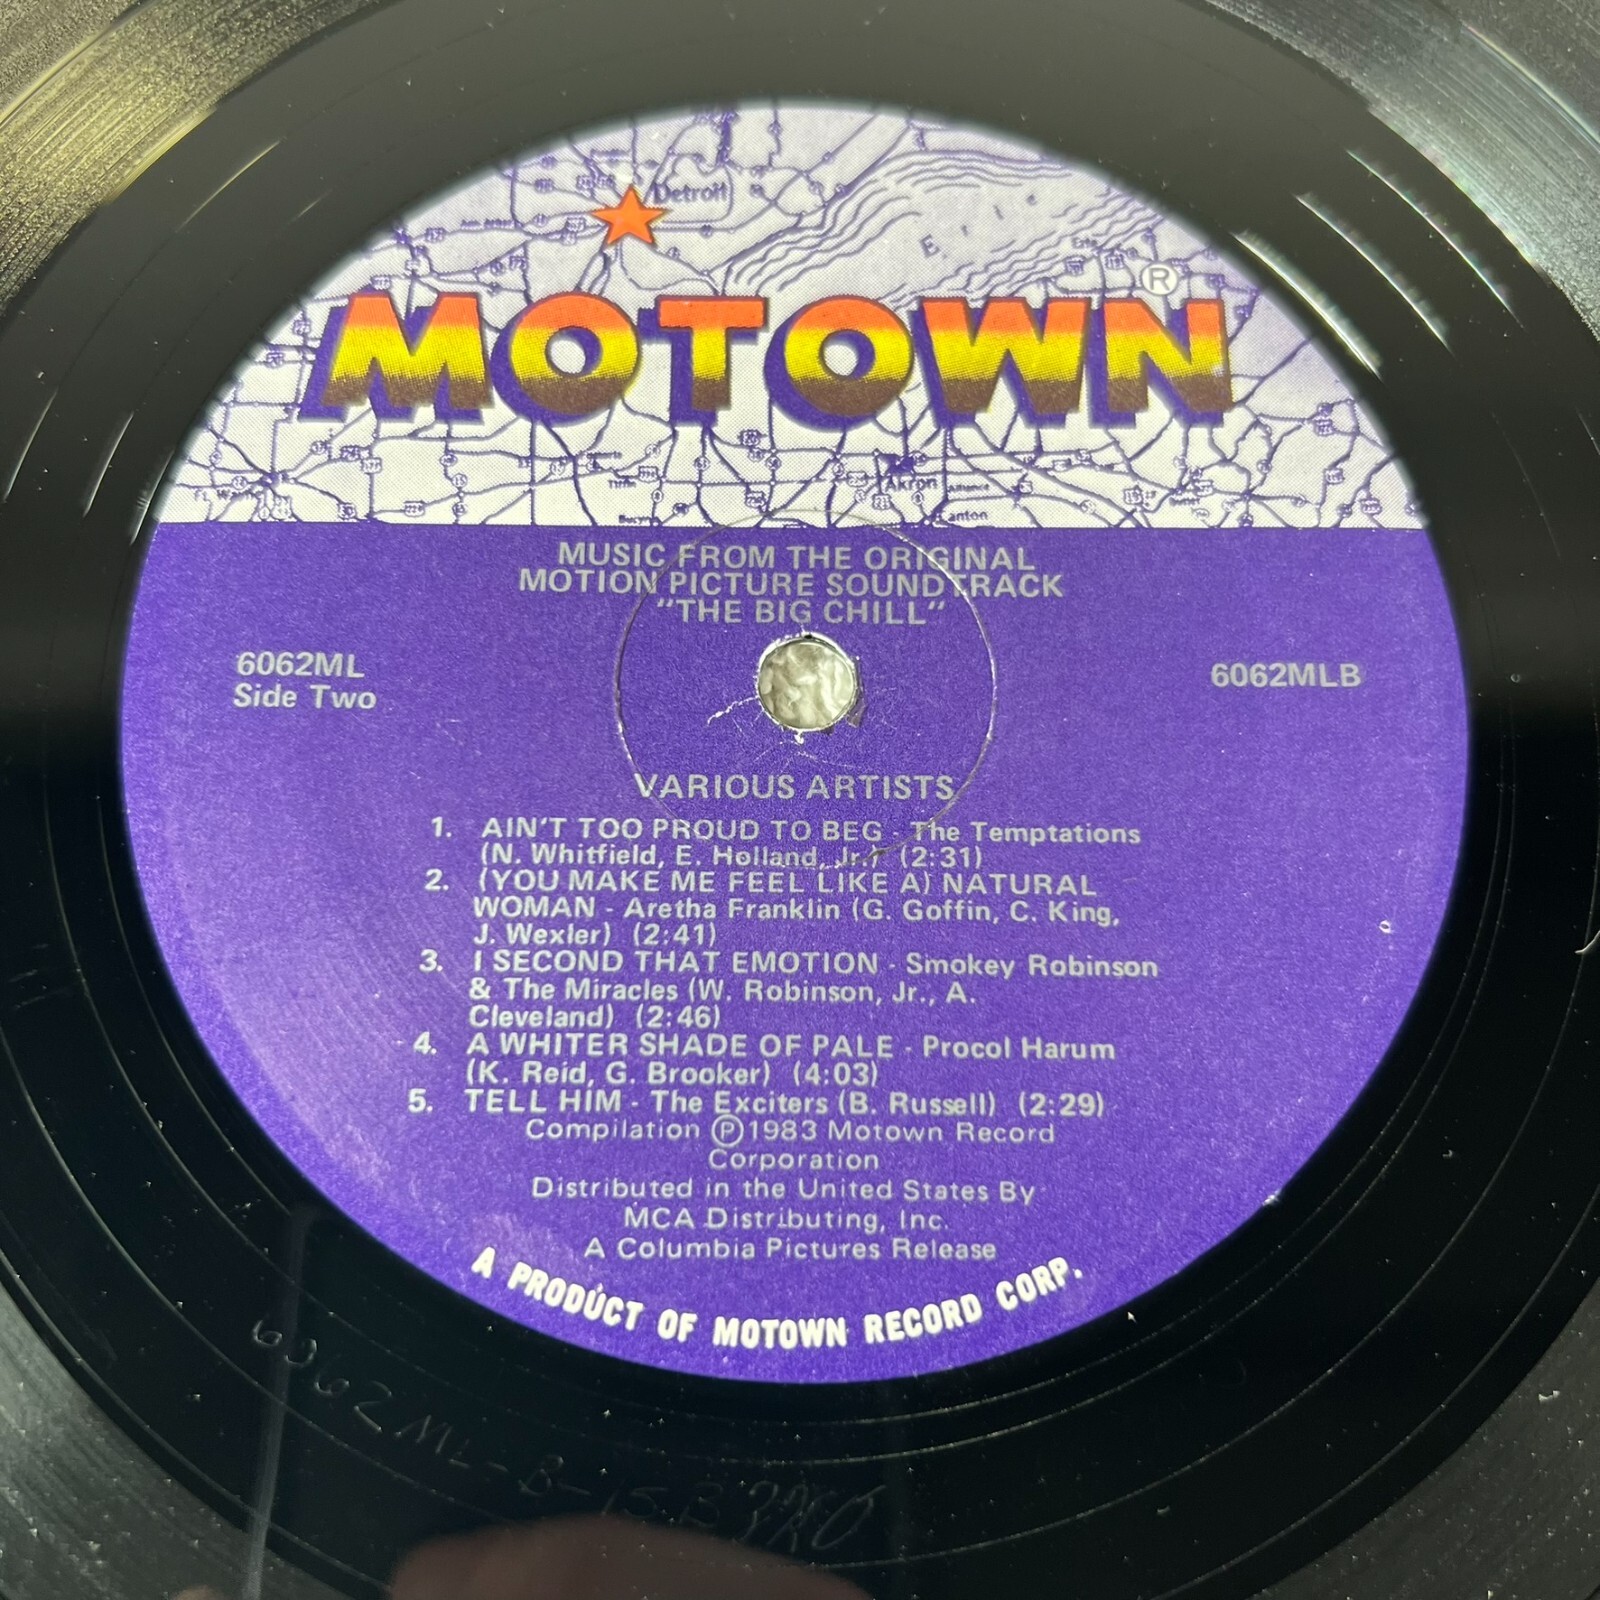 Detroit
Erie
Erie
®
MOTOWN
Akron
MUSIC FROM THE ORIGINAL
MOTION PICTURE SOUNDTRACK
"THE BIG CHILL"
6062ML
Side Two
6062MLB
VARIOUS ARTISTS
1. AIN'T TOO PROUD TO BEG - The Temptations
(N. Whitfield, E. Holland, Jr.) (2:31)
2. (YOU MAKE ME FEEL LIKE A) NATURAL
WOMAN - Aretha Franklin (G. Goffin, C. King,
J. Wexler) (2:41)
3. I SECOND THAT EMOTION - Smokey Robinson
& The Miracles (W. Robinson, Jr., A.
Cleveland) (2:46)
4. A WHITER SHADE OF PALE - Procol Harum
(K. Reid, G. Brooker) (4:03)
5. TELL HIM - The Exciters (B. Russell) (2:29)
Compilation Ⓟ1983 Motown Record
Corporation
Distributed in the United States By
MCA Distributing, Inc.
A Columbia Pictures Release
A PRODUCT OF MOTOWN RECORD CORP.
6062ML-B-15